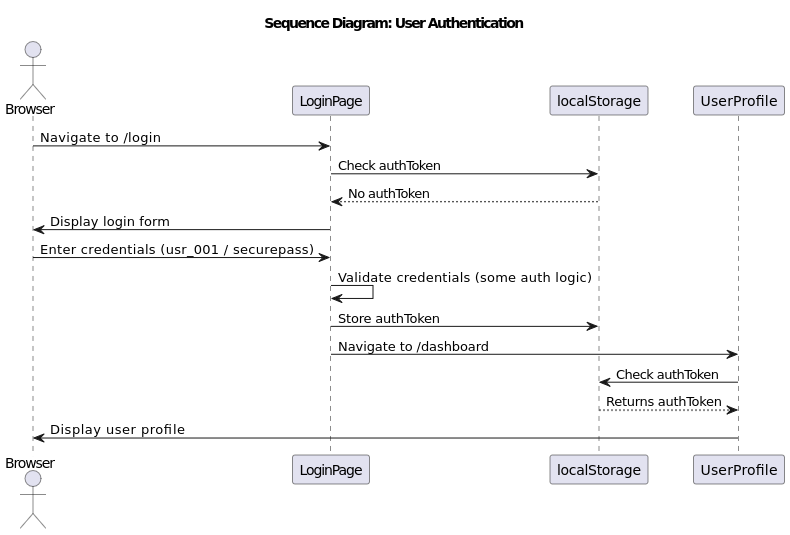 Sequence Diagram: User Authentication
Browser
LoginPage
localStorage
UserProfile
Navigate to /login
Check authToken
No authToken
Display login form
Enter credentials (usr_001 / securepass)
Validate credentials (some auth logic)
Store authToken
Navigate to /dashboard
Check authToken
Returns authToken
Display user profile
Browser
LoginPage
localStorage
UserProfile